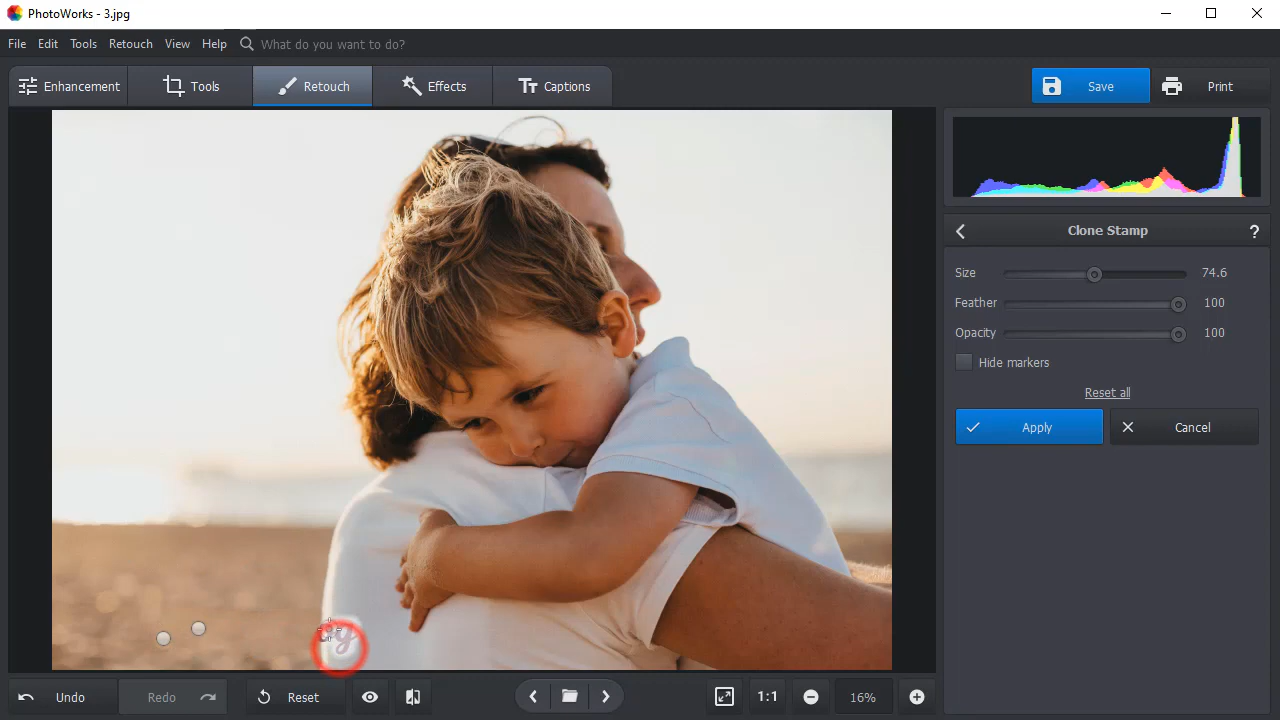 PhotoWorks - 3.jpg
File Edit Tools Retouch View Help What do you want to do?
Enhancement Tools Retouch Effects Captions Save Print
Clone Stamp ?
Size 74.6
Feather 100
Opacity 100
Hide markers
Reset all
Apply Cancel
Undo Redo Reset 1:1 16%